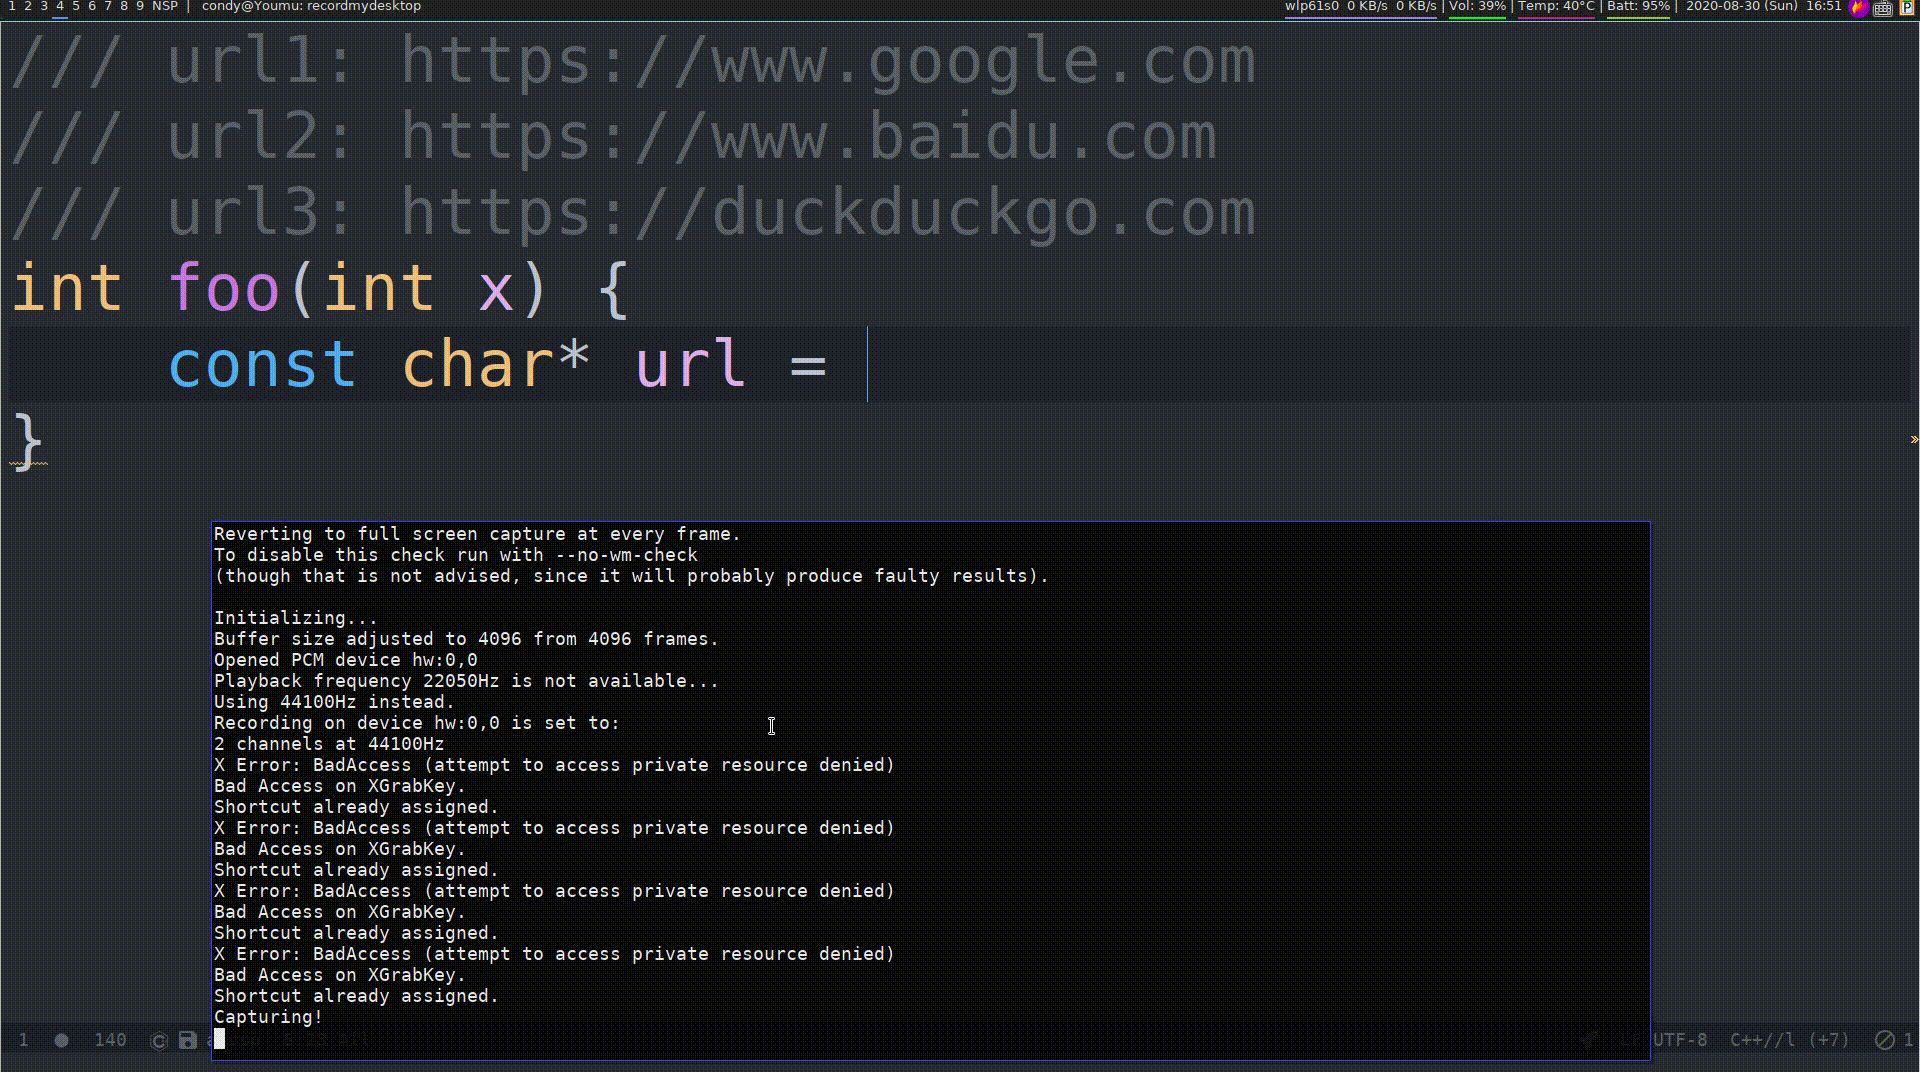 1 2 3 4 5 6 7 8 9 NSP | condy@Youmu: recordmydesktop
wlp61s0 0 KB/s 0 KB/s | Vol: 39% | Temp: 40°C | Batt: 95% | 2020-08-30 (Sun) 16:51
/// url1: https://www.google.com
/// url2: https://www.baidu.com
/// url3: https://duckduckgo.com
int foo(int x) {
const char* url =
}
Reverting to full screen capture at every frame.
To disable this check run with --no-wm-check
(though that is not advised, since it will probably produce faulty results).
Initializing...
Buffer size adjusted to 4096 from 4096 frames.
Opened PCM device hw:0,0
Playback frequency 22050Hz is not available...
Using 44100Hz instead.
Recording on device hw:0,0 is set to:
2 channels at 44100Hz
X Error: BadAccess (attempt to access private resource denied)
Bad Access on XGrabKey.
Shortcut already assigned.
X Error: BadAccess (attempt to access private resource denied)
Bad Access on XGrabKey.
Shortcut already assigned.
X Error: BadAccess (attempt to access private resource denied)
Bad Access on XGrabKey.
Shortcut already assigned.
X Error: BadAccess (attempt to access private resource denied)
Bad Access on XGrabKey.
Shortcut already assigned.
Capturing!
1 ● 140 LF UTF-8 C++//l (+7) 1